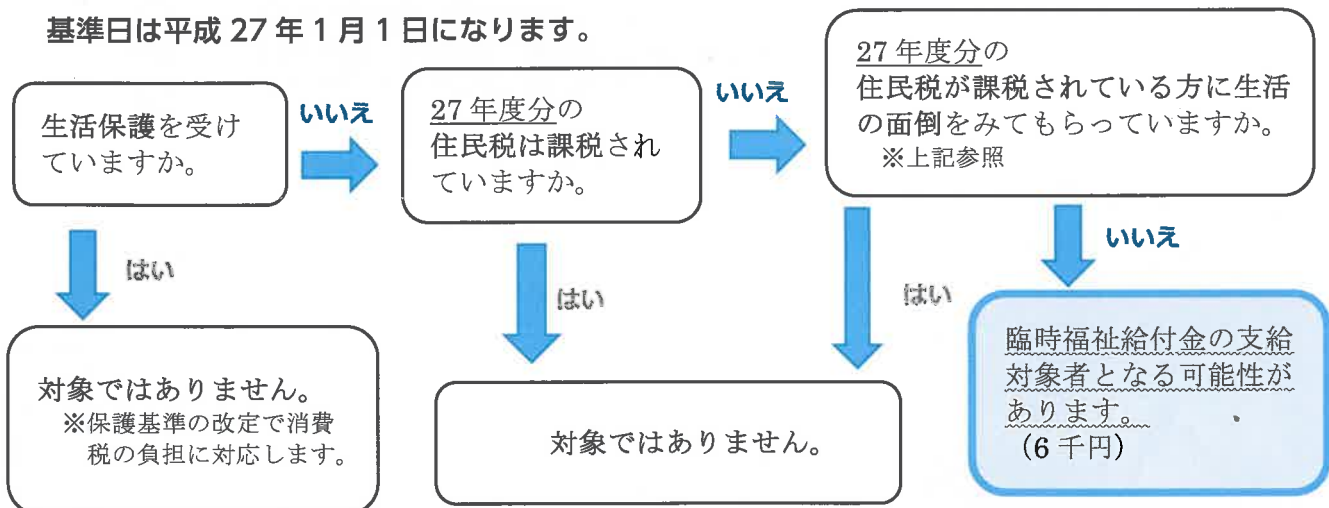 基準日は平成 27 年 1 月 1 日になります。
生活保護を受け
ていますか。
いいえ
27 年度分の
住民税は課税され
ていますか。
いいえ
27 年度分の
住民税が課税されている方に生活
の面倒をみてもらっていますか。
※上記参照
はい
はい
はい
いいえ
対象ではありません。
※保護基準の改定で消費
税の負担に対応します。
対象ではありません。
臨時福祉給付金の支給
対象者となる可能性が
あります。
(6 千円)